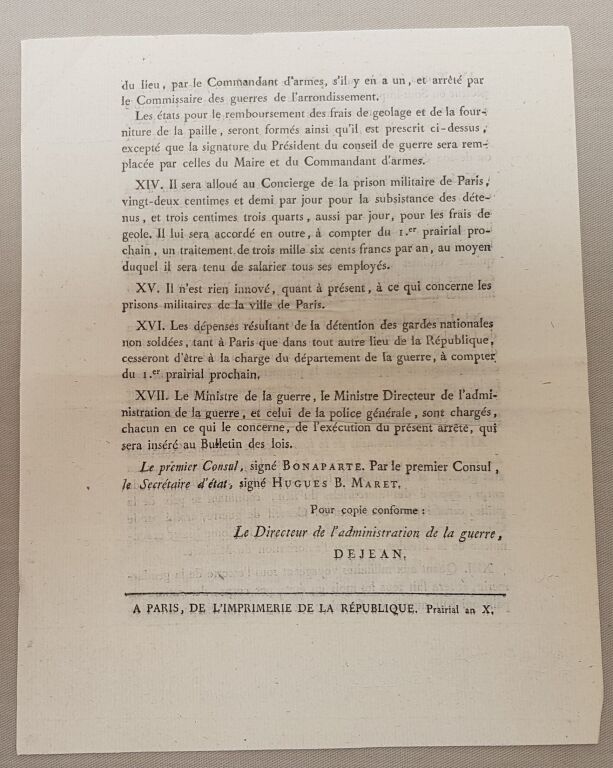 du lieu, par le Commandant d'armes, s'il y en a un, et arrêté par
le Commissaire des guerres de l'arrondissement.
Les états pour le remboursement des frais de geolage et de la four-
niture de la paille, seront formés ainsi qu'il est prescrit ci-dessus,
excepté que la signature du Président du conseil de guerre sera rem-
placée par celles du Maire et du Commandant d'armes.
XIV. Il sera alloué au Concierge de la prison militaire de Paris,
vingt-deux centimes et demi par jour pour la subsistance des déte-
nus, et trois centimes trois quarts, aussi par jour, pour les frais de
geole. Il lui sera accordé en outre, à compter du 1.er prairial pro-
chain, un traitement de trois mille six cents francs par an, au moyen
duquel il sera tenu de salarier tous ses employés.
XV. Il n'est rien innové, quant à présent, à ce qui concerne les
prisons militaires de la ville de Paris.
XVI. Les dépenses résultant de la détention des gardes nationales
non soldées, tant à Paris que dans tout autre lieu de la République,
cesseront d'être à la charge du département de la guerre, à compter
du 1.er prairial prochain.
XVII. Le Ministre de la guerre, le Ministre Directeur de l'admi-
nistration de la guerre, et celui de la police générale, sont chargés,
chacun en ce qui le concerne, de l'exécution du présent arrête, qui
sera inséré au Bulletin des lois.
Le premier Consul, signé BONAPARTE. Par le premier Consul,
le Secrétaire d'état, signé HUGUES B. MARET.
Pour copie conforme :
Le Directeur de l'administration de la guerre,
DEJEAN.
A PARIS, DE L'IMPRIMERIE DE LA RÉPUBLIQUE. Prairial an X.